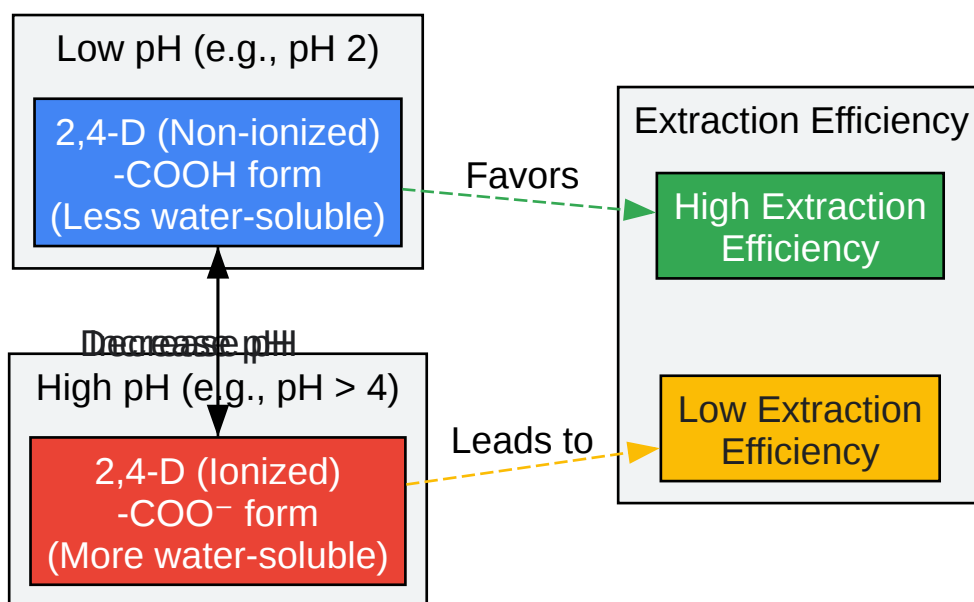 Low pH (e.g., pH 2)
2,4-D (Non-ionized)
-COOH form
(Less water-soluble)
Favors
Extraction Efficiency
High Extraction
Efficiency
High pH (e.g., pH > 4)
2,4-D (Ionized)
-COO⁻ form
(More water-soluble)
Leads to
Low Extraction
Efficiency